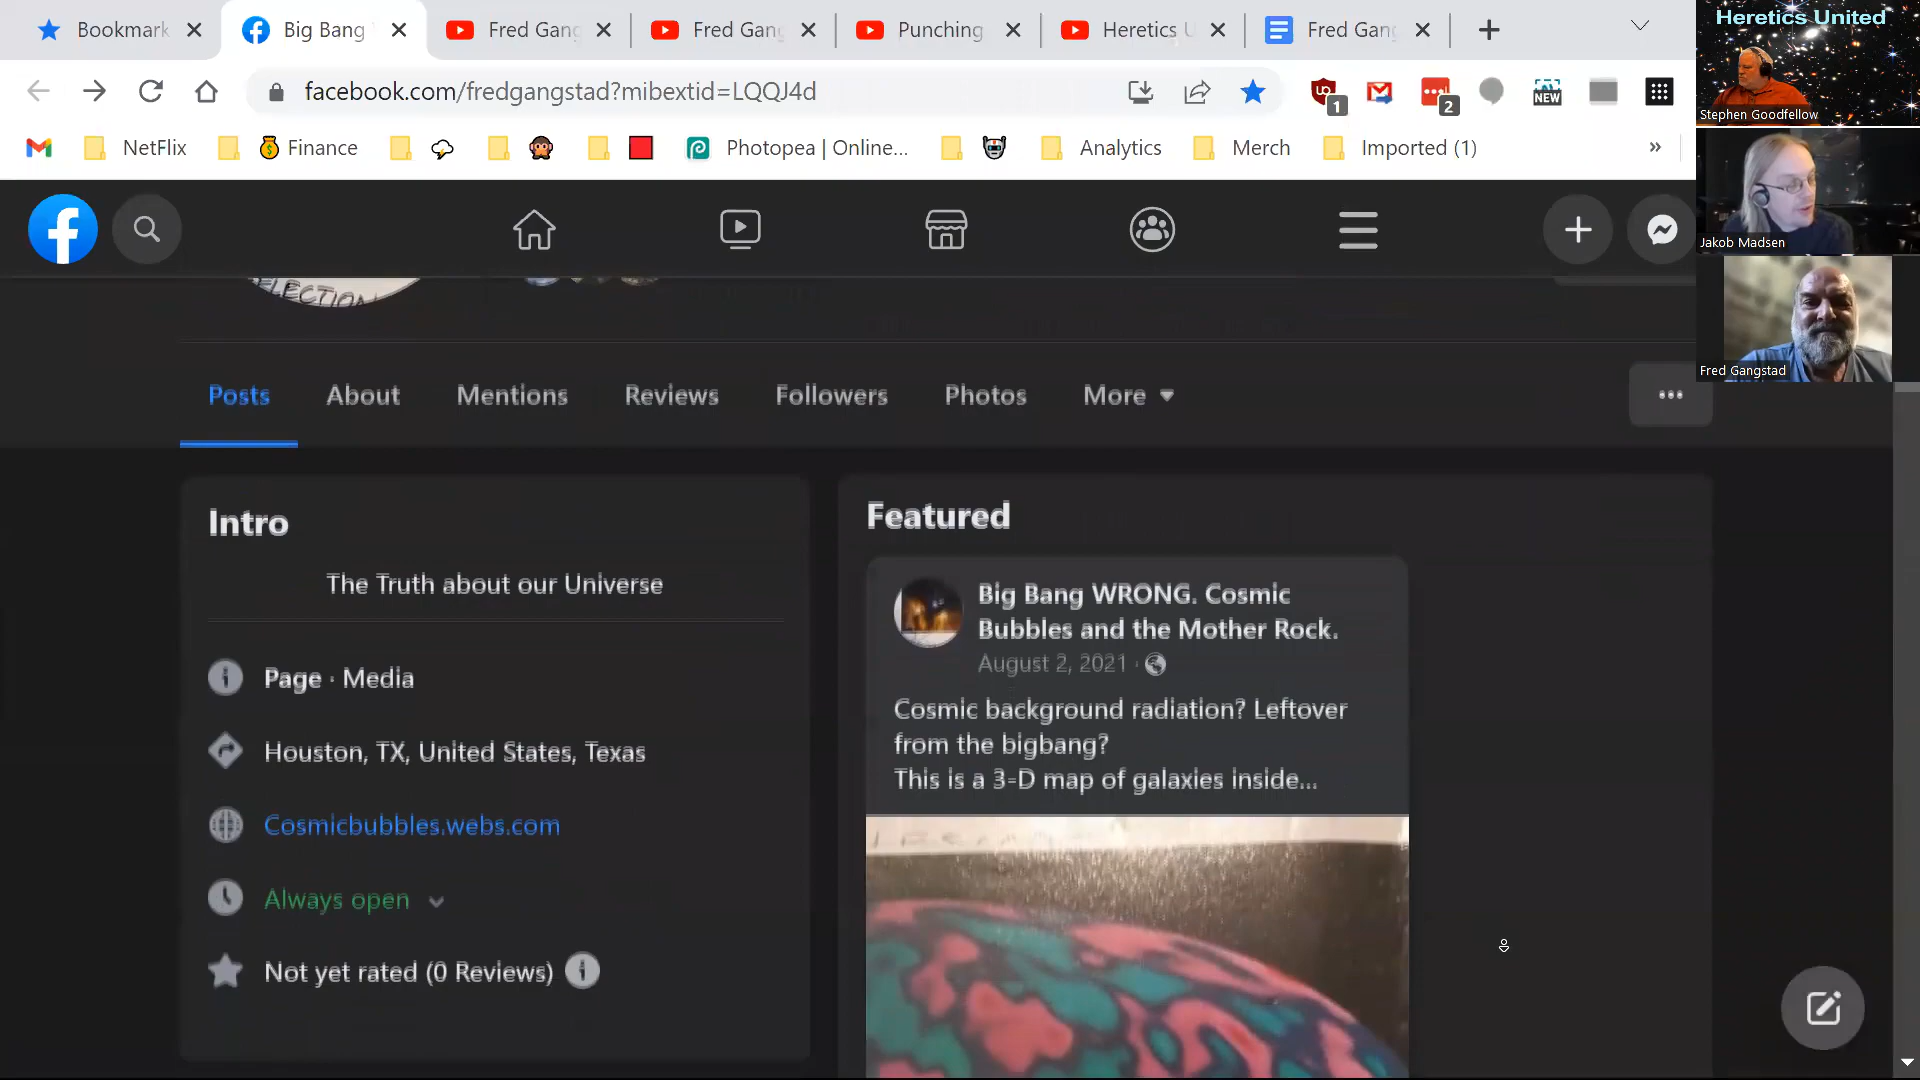 Bookmark
Big Bang
Fred Gang
Fred Gang
Punching
Heretics U
Fred Gang
Heretics United
facebook.com/fredgangstad?mibextid=LQQJ4d
1
2
NEW
Stephen Goodfellow
NetFlix
Finance
Photopea | Online...
Analytics
Merch
Imported (1)
»
Jakob Madsen
ELECTION
Fred Gangstad
Posts
About
Mentions
Reviews
Followers
Photos
More
Intro
The Truth about our Universe
Page · Media
Houston, TX, United States, Texas
Cosmicbubbles.webs.com
Always open
Not yet rated (0 Reviews)
Featured
Big Bang WRONG. Cosmic
Bubbles and the Mother Rock.
August 2, 2021 ·
Cosmic background radiation? Leftover
from the bigbang?
This is a 3-D map of galaxies inside...